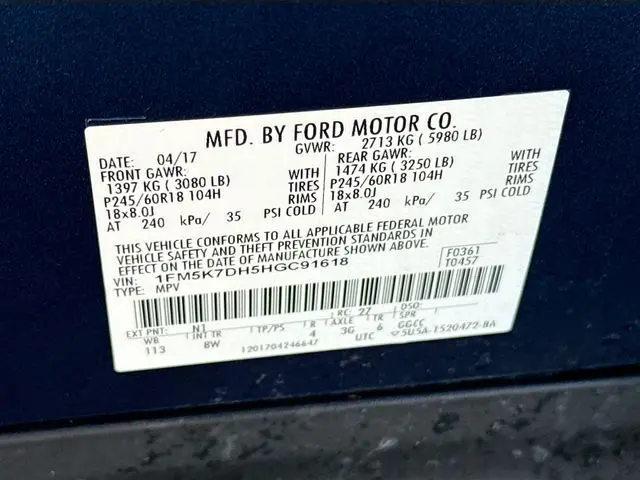 MFD. BY FORD MOTOR CO.
DATE: 04/17 GVWR: 2713 KG ( 5980 LB)
FRONT GAWR: WITH REAR GAWR: WITH
1397 KG ( 3080 LB) TIRES 1474 KG ( 3250 LB) TIRES
P245/60R18 104H RIMS P245/60R18 104H RIMS
18x8.0J 18x8.0J
AT 240 kPa/ 35 PSI COLD AT 240 kPa/ 35 PSI COLD
THIS VEHICLE CONFORMS TO ALL APPLICABLE FEDERAL MOTOR
VEHICLE SAFETY AND THEFT PREVENTION STANDARDS IN
EFFECT ON THE DATE OF MANUFACTURE SHOWN ABOVE.
VIN: 1FM5K7DH5HGC91618 F0361
TYPE: MPV T0457
EXT PNT: N1 RC: 27 DSO:
WB INT TR TP/PS R AXLE TR SPR
113 8W 4 3G 6 GGCC
1201704246647 UTC 5U5A-1520472-BA